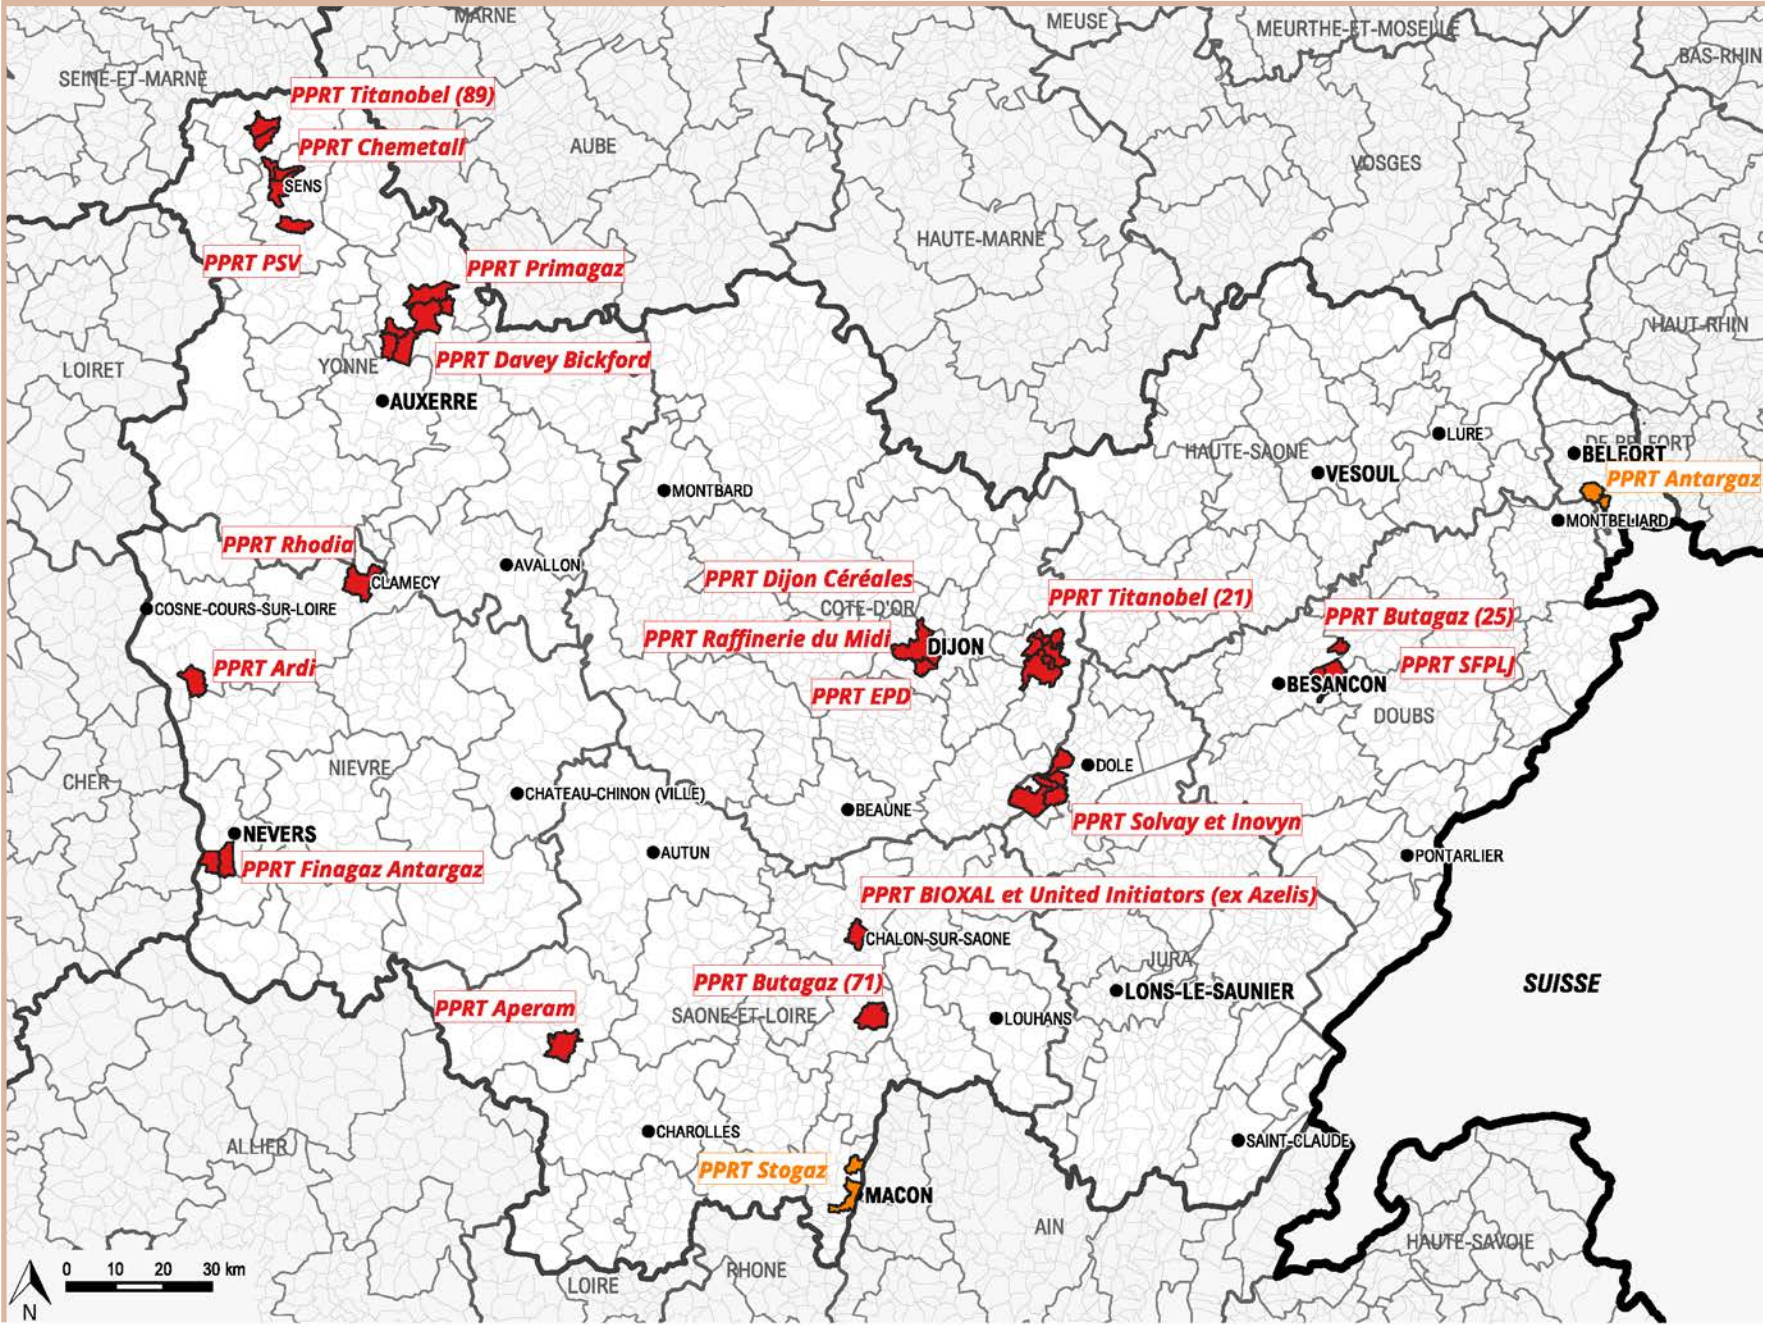 MARNE
MEUSE
MEURTHE-ET-MOSELLE
BAS-RHIN
SEINE-ET-MARNE
PPRT Titanobel (89)
PPRT Chemetall
AUBE
VOSGES
SENS
HAUTE-MARNE
PPRT PSV
PPRT Primagaz
HAUT-RHIN
LOIRET
YONNE
PPRT Davey Bickford
AUXERRE
LURE
HAUTE-SAONE
DE BELFORT
BELFORT
VESOUL
PPRT Antargaz
MONTBARD
MONTBELIARD
PPRT Rhodia
AVALLON
CLAMECY
PPRT Dijon Céréales
PPRT Titanobel (21)
COSNE-COURS-SUR-LOIRE
COTE-D'OR
PPRT Butagaz (25)
PPRT Raffinerie du Midi
DIJON
PPRT Ardi
PPRT SFPLJ
PPRT EPD
BESANCON
DOUBS
NIEVRE
DOLE
CHER
CHATEAU-CHINON (VILLE)
BEAUNE
PPRT Solvay et Inovyn
NEVERS
PPRT Finagaz Antargaz
AUTUN
PONTARLIER
PPRT BIOXAL et United Initiators (ex Azelis)
CHALON-SUR-SAONE
JURA
PPRT Butagaz (71)
SUISSE
LONS-LE-SAUNIER
PPRT Aperam
SAONE-ET-LOIRE
LOUHANS
CHAROLLES
ALLIER
SAINT-CLAUDE
PPRT Stogaz
MACON
AIN
HAUTE-SAVOIE
RHONE
LOIRE
0 10 20 30 km
N